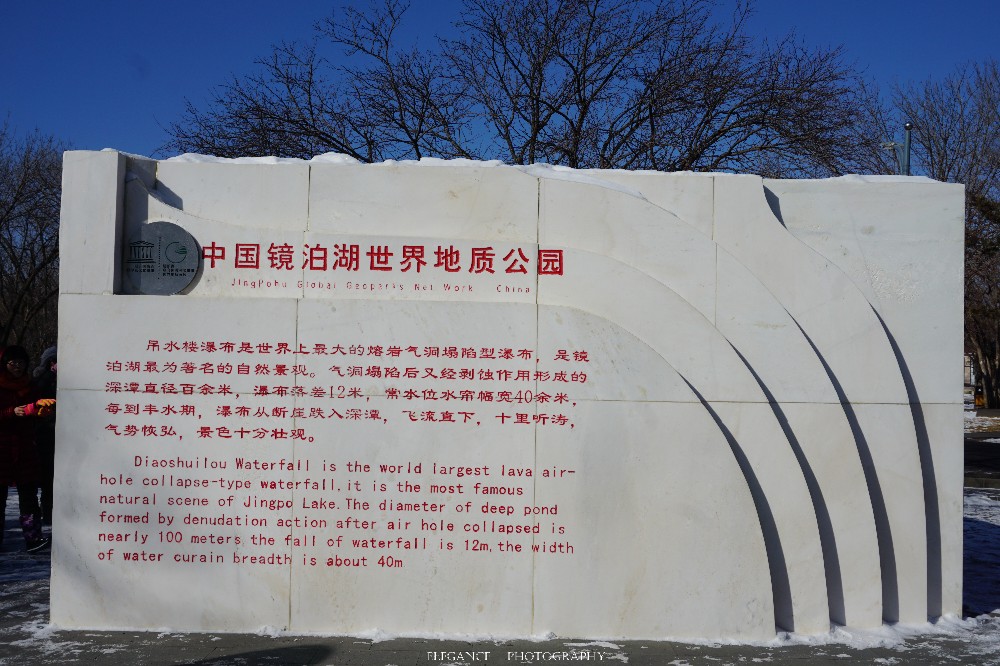 中国镜泊湖世界地质公园
JingPohu Global Geoparks Net Work China
吊水楼瀑布是世界上最大的熔岩气洞塌陷型瀑布，是镜
泊湖最为著名的自然景观。气洞塌陷后又经剥蚀作用形成的
深潭直径百余米，瀑布落差12米，常水位水帘幅宽40余米，
每到丰水期，瀑布从断崖跌入深潭，飞流直下，十里听涛，
气势恢弘，景色十分壮观。
Diaoshuilou Waterfall is the world largest lava air-
hole collapse-type waterfall,it is the most famous
natural scene of Jingpo Lake.The diameter of deep pond
formed by denudation action after air hole collapsed is
nearly 100 meters the fall of waterfall is 12m,the width
of water curain breadth is about 40m
ELEGANCE PHOTOGRAPHY